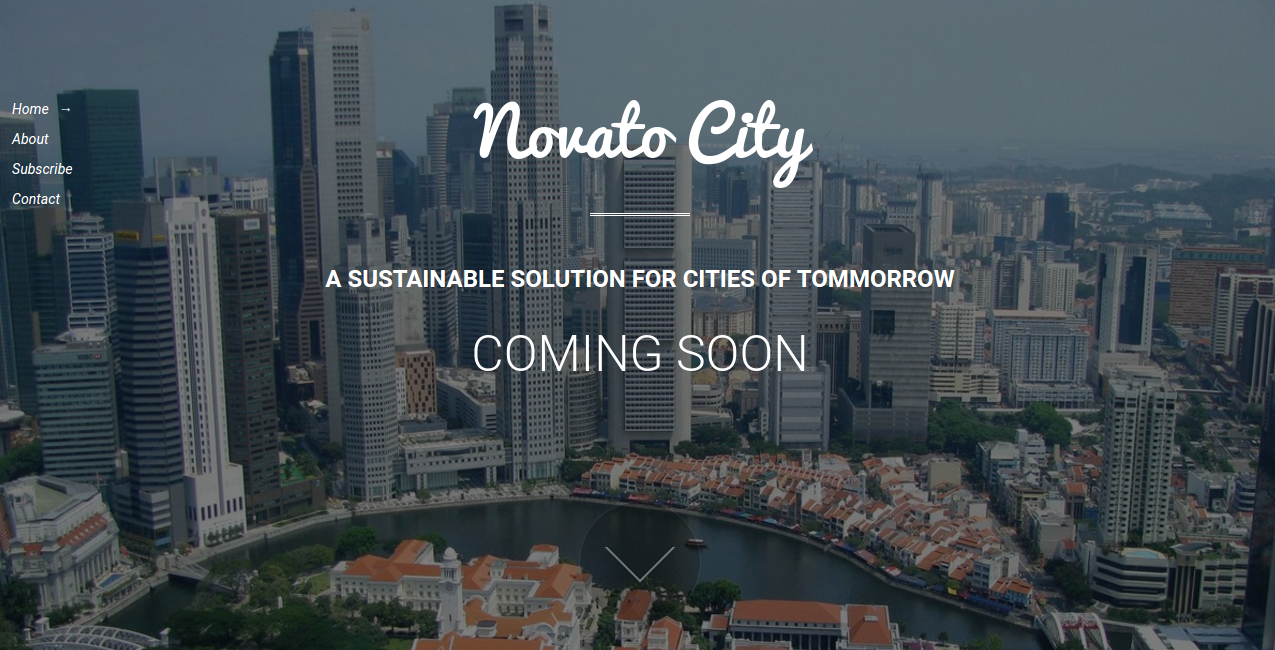 Home →
About
Subscribe
Contact
Novato City
A SUSTAINABLE SOLUTION FOR CITIES OF TOMMORROW
COMING SOON